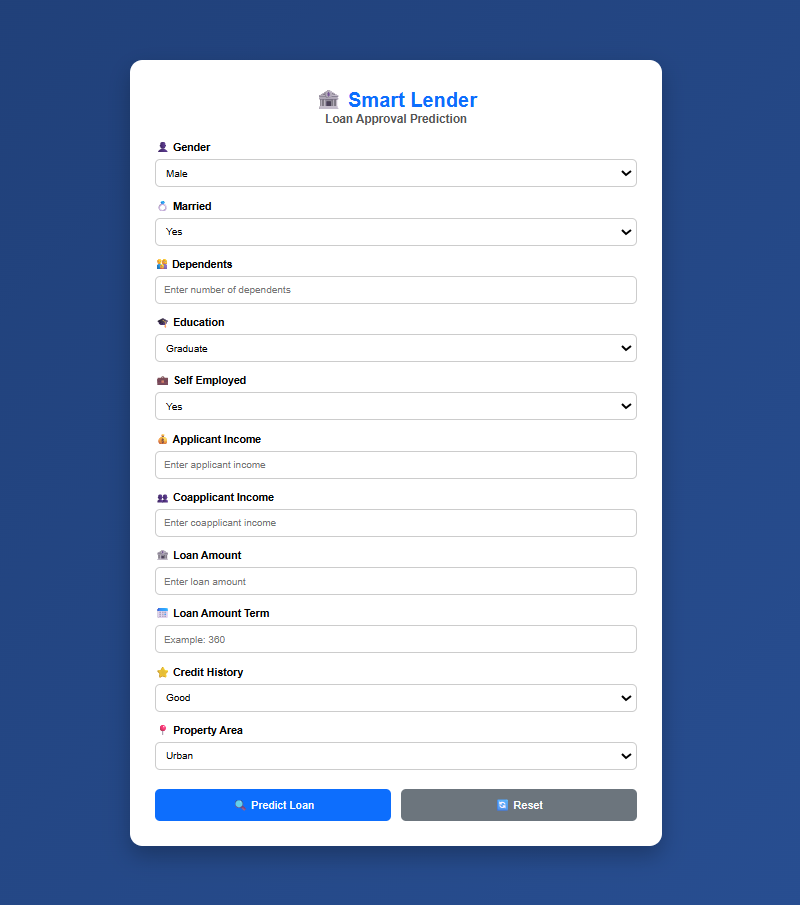 Smart Lender
Loan Approval Prediction
Gender
Male
Married
Yes
Dependents
Enter number of dependents
Education
Graduate
Self Employed
Yes
Applicant Income
Enter applicant income
Coapplicant Income
Enter coapplicant income
Loan Amount
Enter loan amount
Loan Amount Term
Example: 360
Credit History
Good
Property Area
Urban
Predict Loan
Reset